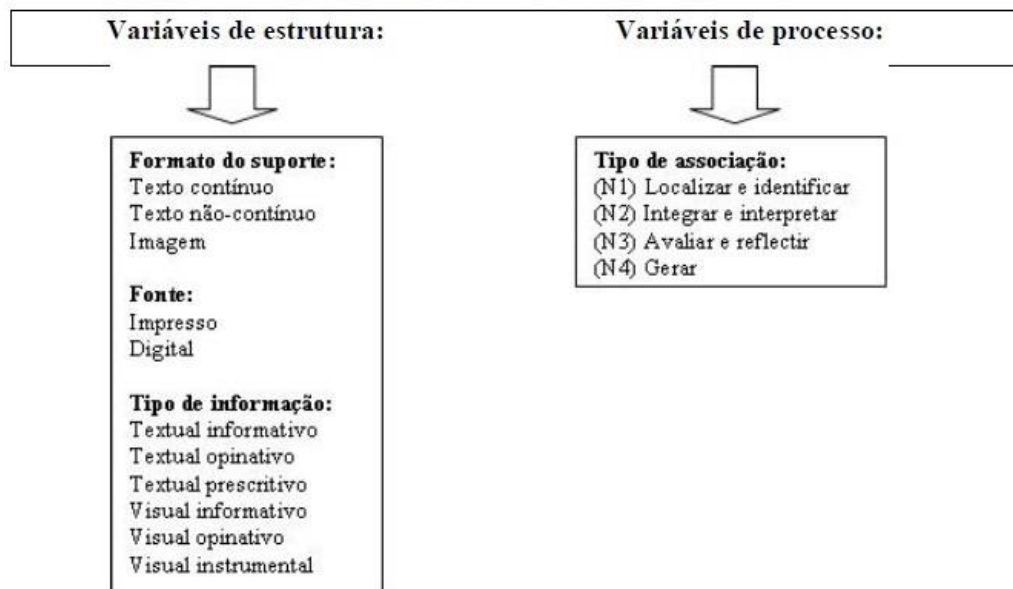 Variáveis de estrutura:
Variáveis de processo:
Formato do suporte:
Texto contínuo
Texto não-contínuo
Imagem
Fonte:
Impresso
Digital
Tipo de informação:
Textual informativo
Textual opinativo
Textual prescritivo
Visual informativo
Visual opinativo
Visual instrumental
Tipo de associação:
(N1) Localizar e identificar
(N2) Integrar e interpretar
(N3) Avaliar e reflectir
(N4) Gerar